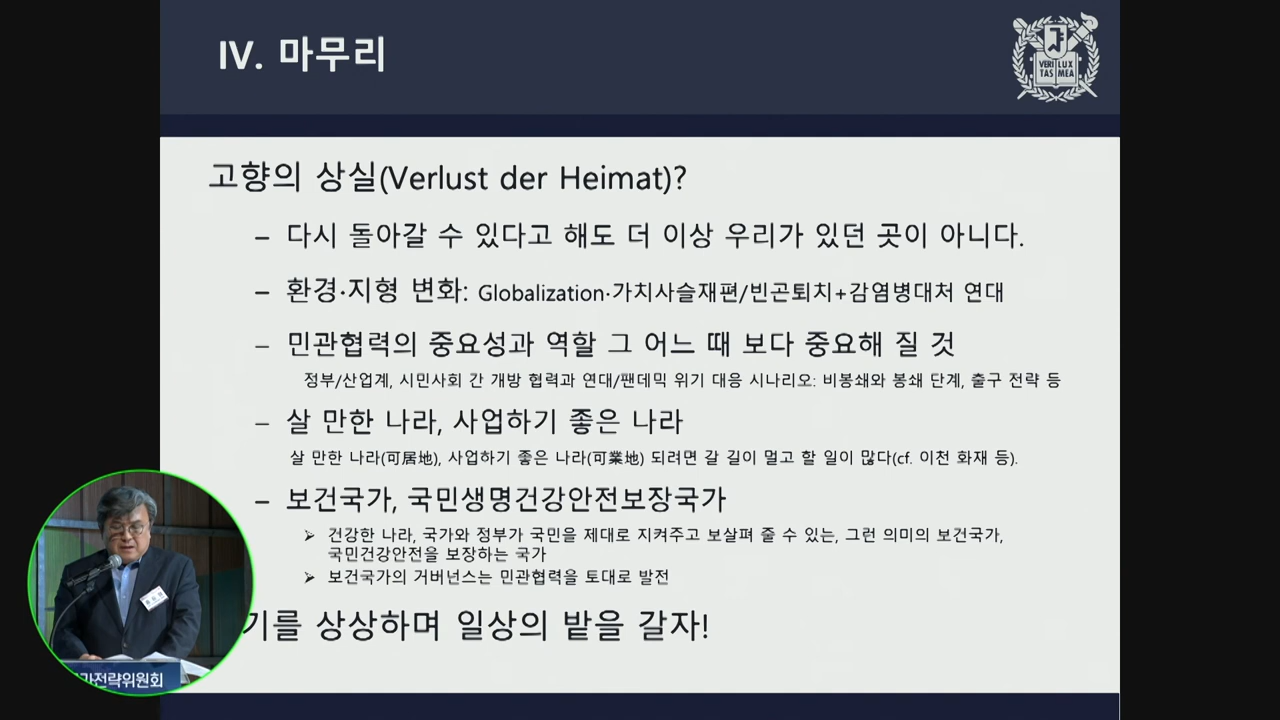 IV. 마무리
VERI LUX
TAS MEA
고향의 상실(Verlust der Heimat)?
– 다시 돌아갈 수 있다고 해도 더 이상 우리가 있던 곳이 아니다.
– 환경·지형 변화: Globalization·가치사슬재편/빈곤퇴치+감염병대처 연대
– 민관협력의 중요성과 역할 그 어느 때 보다 중요해 질 것
정부/산업계, 시민사회 간 개방 협력과 연대/팬데믹 위기 대응 시나리오: 비봉쇄와 봉쇄 단계, 출구 전략 등
– 살 만한 나라, 사업하기 좋은 나라
살 만한 나라(可居地), 사업하기 좋은 나라(可業地) 되려면 갈 길이 멀고 할 일이 많다(cf. 이천 화재 등).
– 보건국가, 국민생명건강안전보장국가
➢ 건강한 나라, 국가와 정부가 국민을 제대로 지켜주고 보살펴 줄 수 있는, 그런 의미의 보건국가,
국민건강안전을 보장하는 국가
➢ 보건국가의 거버넌스는 민관협력을 토대로 발전
기를 상상하며 일상의 밭을 갈자!
가전략위원회